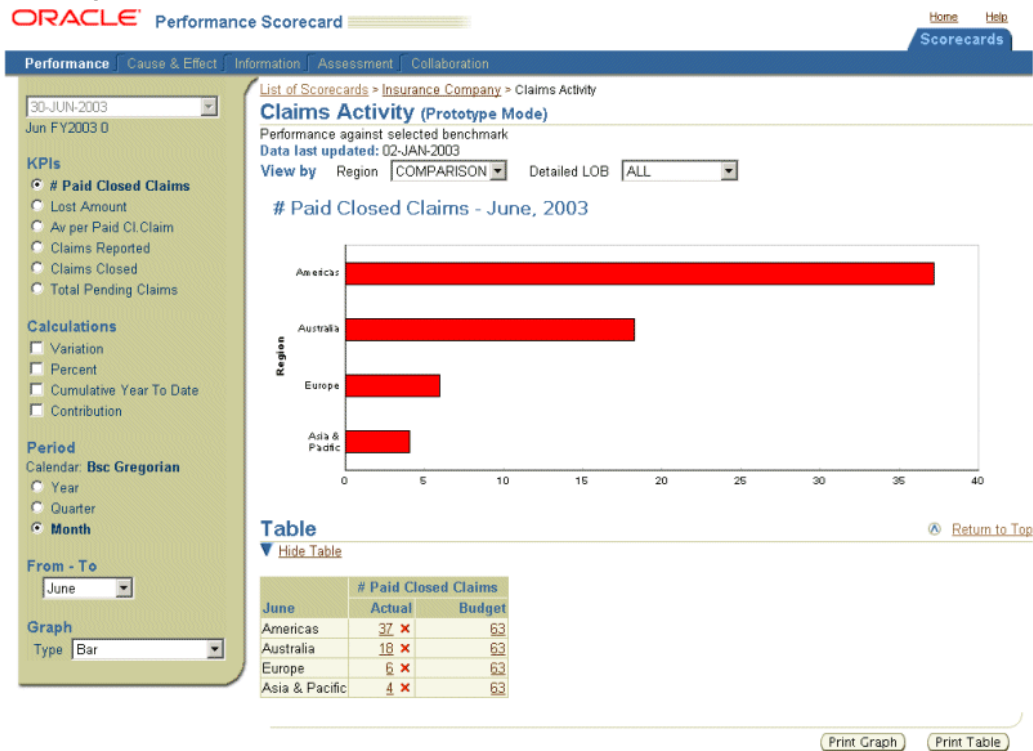 ORACLE Performance Scorecard
Home Help
Scorecards
Performance Cause & Effect Information Assessment Collaboration
30-JUN-2003
Jun FY2003 0
KPIs
# Paid Closed Claims
Lost Amount
Av per Paid Cl.Claim
Claims Reported
Claims Closed
Total Pending Claims
Calculations
Variation
Percent
Cumulative Year To Date
Contribution
Period
Calendar: Bsc Gregorian
Year
Quarter
Month
From - To
June
Graph
Type Bar
List of Scorecards > Insurance Company > Claims Activity
Claims Activity (Prototype Mode)
Performance against selected benchmark
Data last updated: 02-JAN-2003
View by Region COMPARISON Detailed LOB ALL
# Paid Closed Claims - June, 2003
Region
Americas
Australia
Europe
Asia &
Pacific
0 5 10 15 20 25 30 35 40
Table
Return to Top
Hide Table
# Paid Closed Claims
June Actual Budget
Americas 37 63
Australia 18 63
Europe 6 63
Asia & Pacific 4 63
Print Graph Print Table